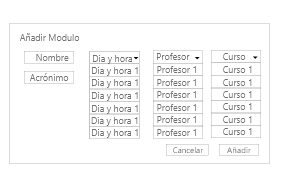 Añadir Modulo
Nombre Dia y hora Profesor Curso
Dia y hora 1 Profesor 1 Curso 1
Acrónimo Dia y hora 1 Profesor 1 Curso 1
Dia y hora 1 Profesor 1 Curso 1
Dia y hora 1 Profesor 1 Curso 1
Dia y hora 1 Profesor 1 Curso 1
Dia y hora 1 Profesor 1 Curso 1
Cancelar Añadir